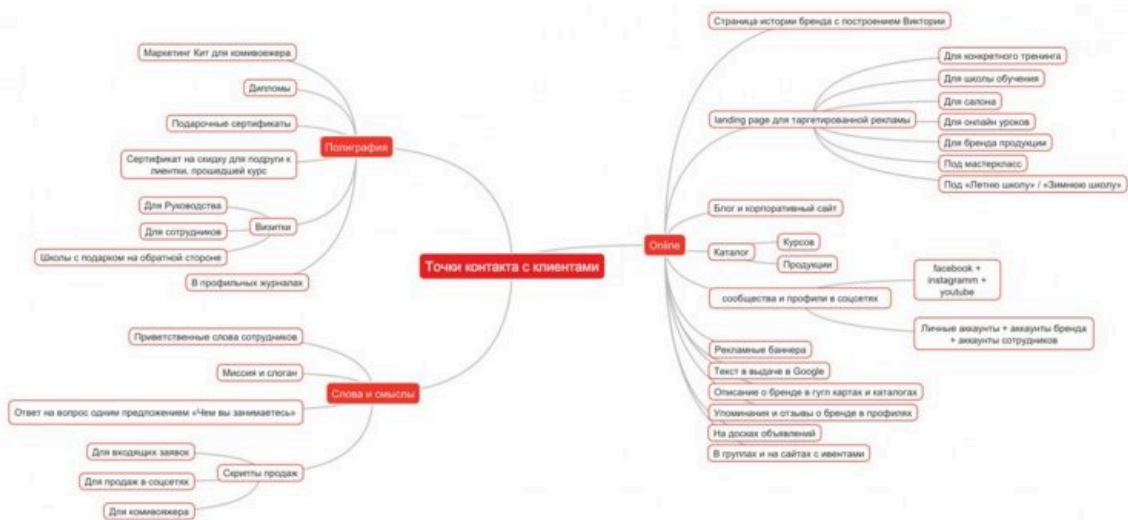 Точки контакта с клиентами
Полиграфия
Маркетинг Кит для комивоежера
Дипломы
Подарочные сертификаты
Сертификат на скидку для подруги к
лиентки, прошедшей курс
Визитки
Для Руководства
Для сотрудников
Школы с подарком на обратной стороне
В профильных журналах
Слова и смыслы
Приветственные слова сотрудников
Миссия и слоган
Ответ на вопрос одним предложением «Чем вы занимаетесь»
Скрипты продаж
Для входящих заявок
Для продаж в соцсетях
Для комивояжера
Online
Страница истории бренда с построением Виктории
landing page для таргетированной рекламы
Для конкретного тренинга
Для школы обучения
Для салона
Для онлайн уроков
Для бренда продукции
Под мастеркласс
Под «Летню школу» / «Зимнюю школу»
Блог и корпоративный сайт
Каталог
Курсов
Продукции
сообщества и профили в соцсетях
facebook +
instagramm +
youtube
Личные аккаунты + аккаунты бренда
+ аккаунты сотрудников
Рекламные баннера
Текст в выдаче в Google
Описание о бренде в гугл картах и каталогах
Упоминания и отзывы о бренде в профилях
На досках объявлений
В группах и на сайтах с ивентами